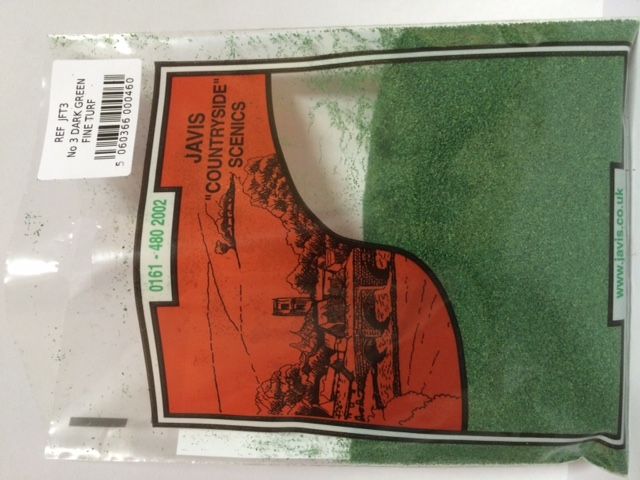 REF JFT3
No 3 DARK GREEN
FINE TURF
5 060366 000460
JAVIS
"COUNTRYSIDE"
SCENICS
0161 - 480 2002
www.javis.co.uk